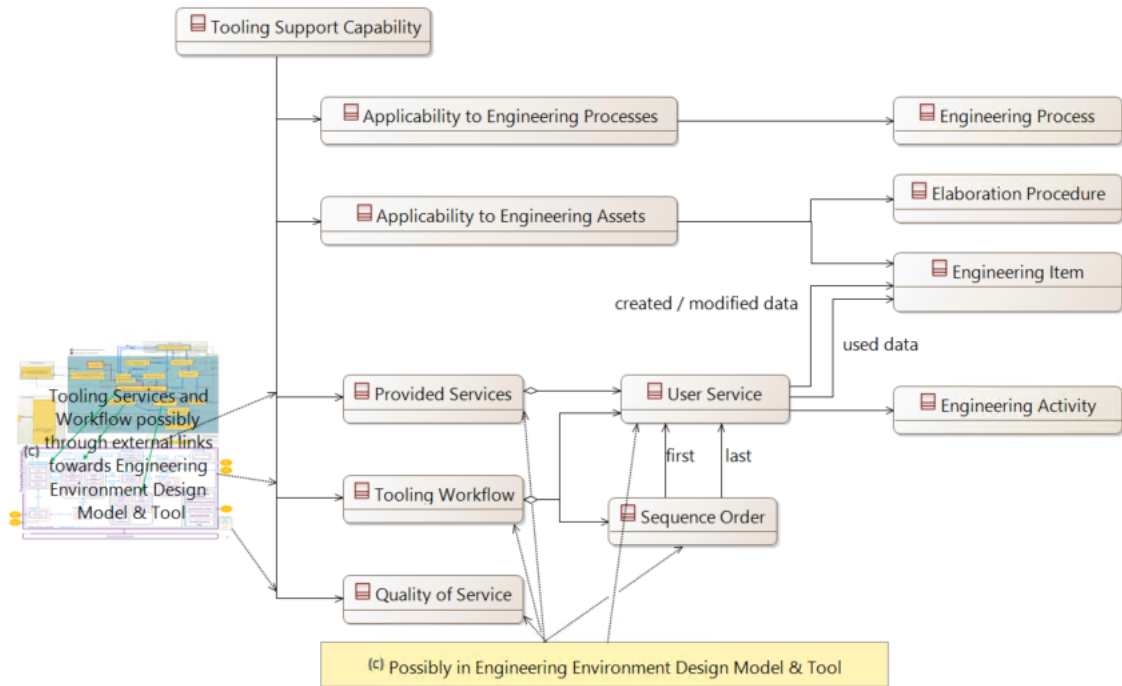 Tooling Support Capability
Applicability to Engineering Processes
Engineering Process
Elaboration Procedure
Applicability to Engineering Assets
Engineering Item
created / modified data
used data
Tooling Services and
Workflow possibly
through external links
(c) towards Engineering
Environment Design
Model & Tool
Provided Services
User Service
Engineering Activity
first
last
Tooling Workflow
Sequence Order
Quality of Service
(c) Possibly in Engineering Environment Design Model & Tool